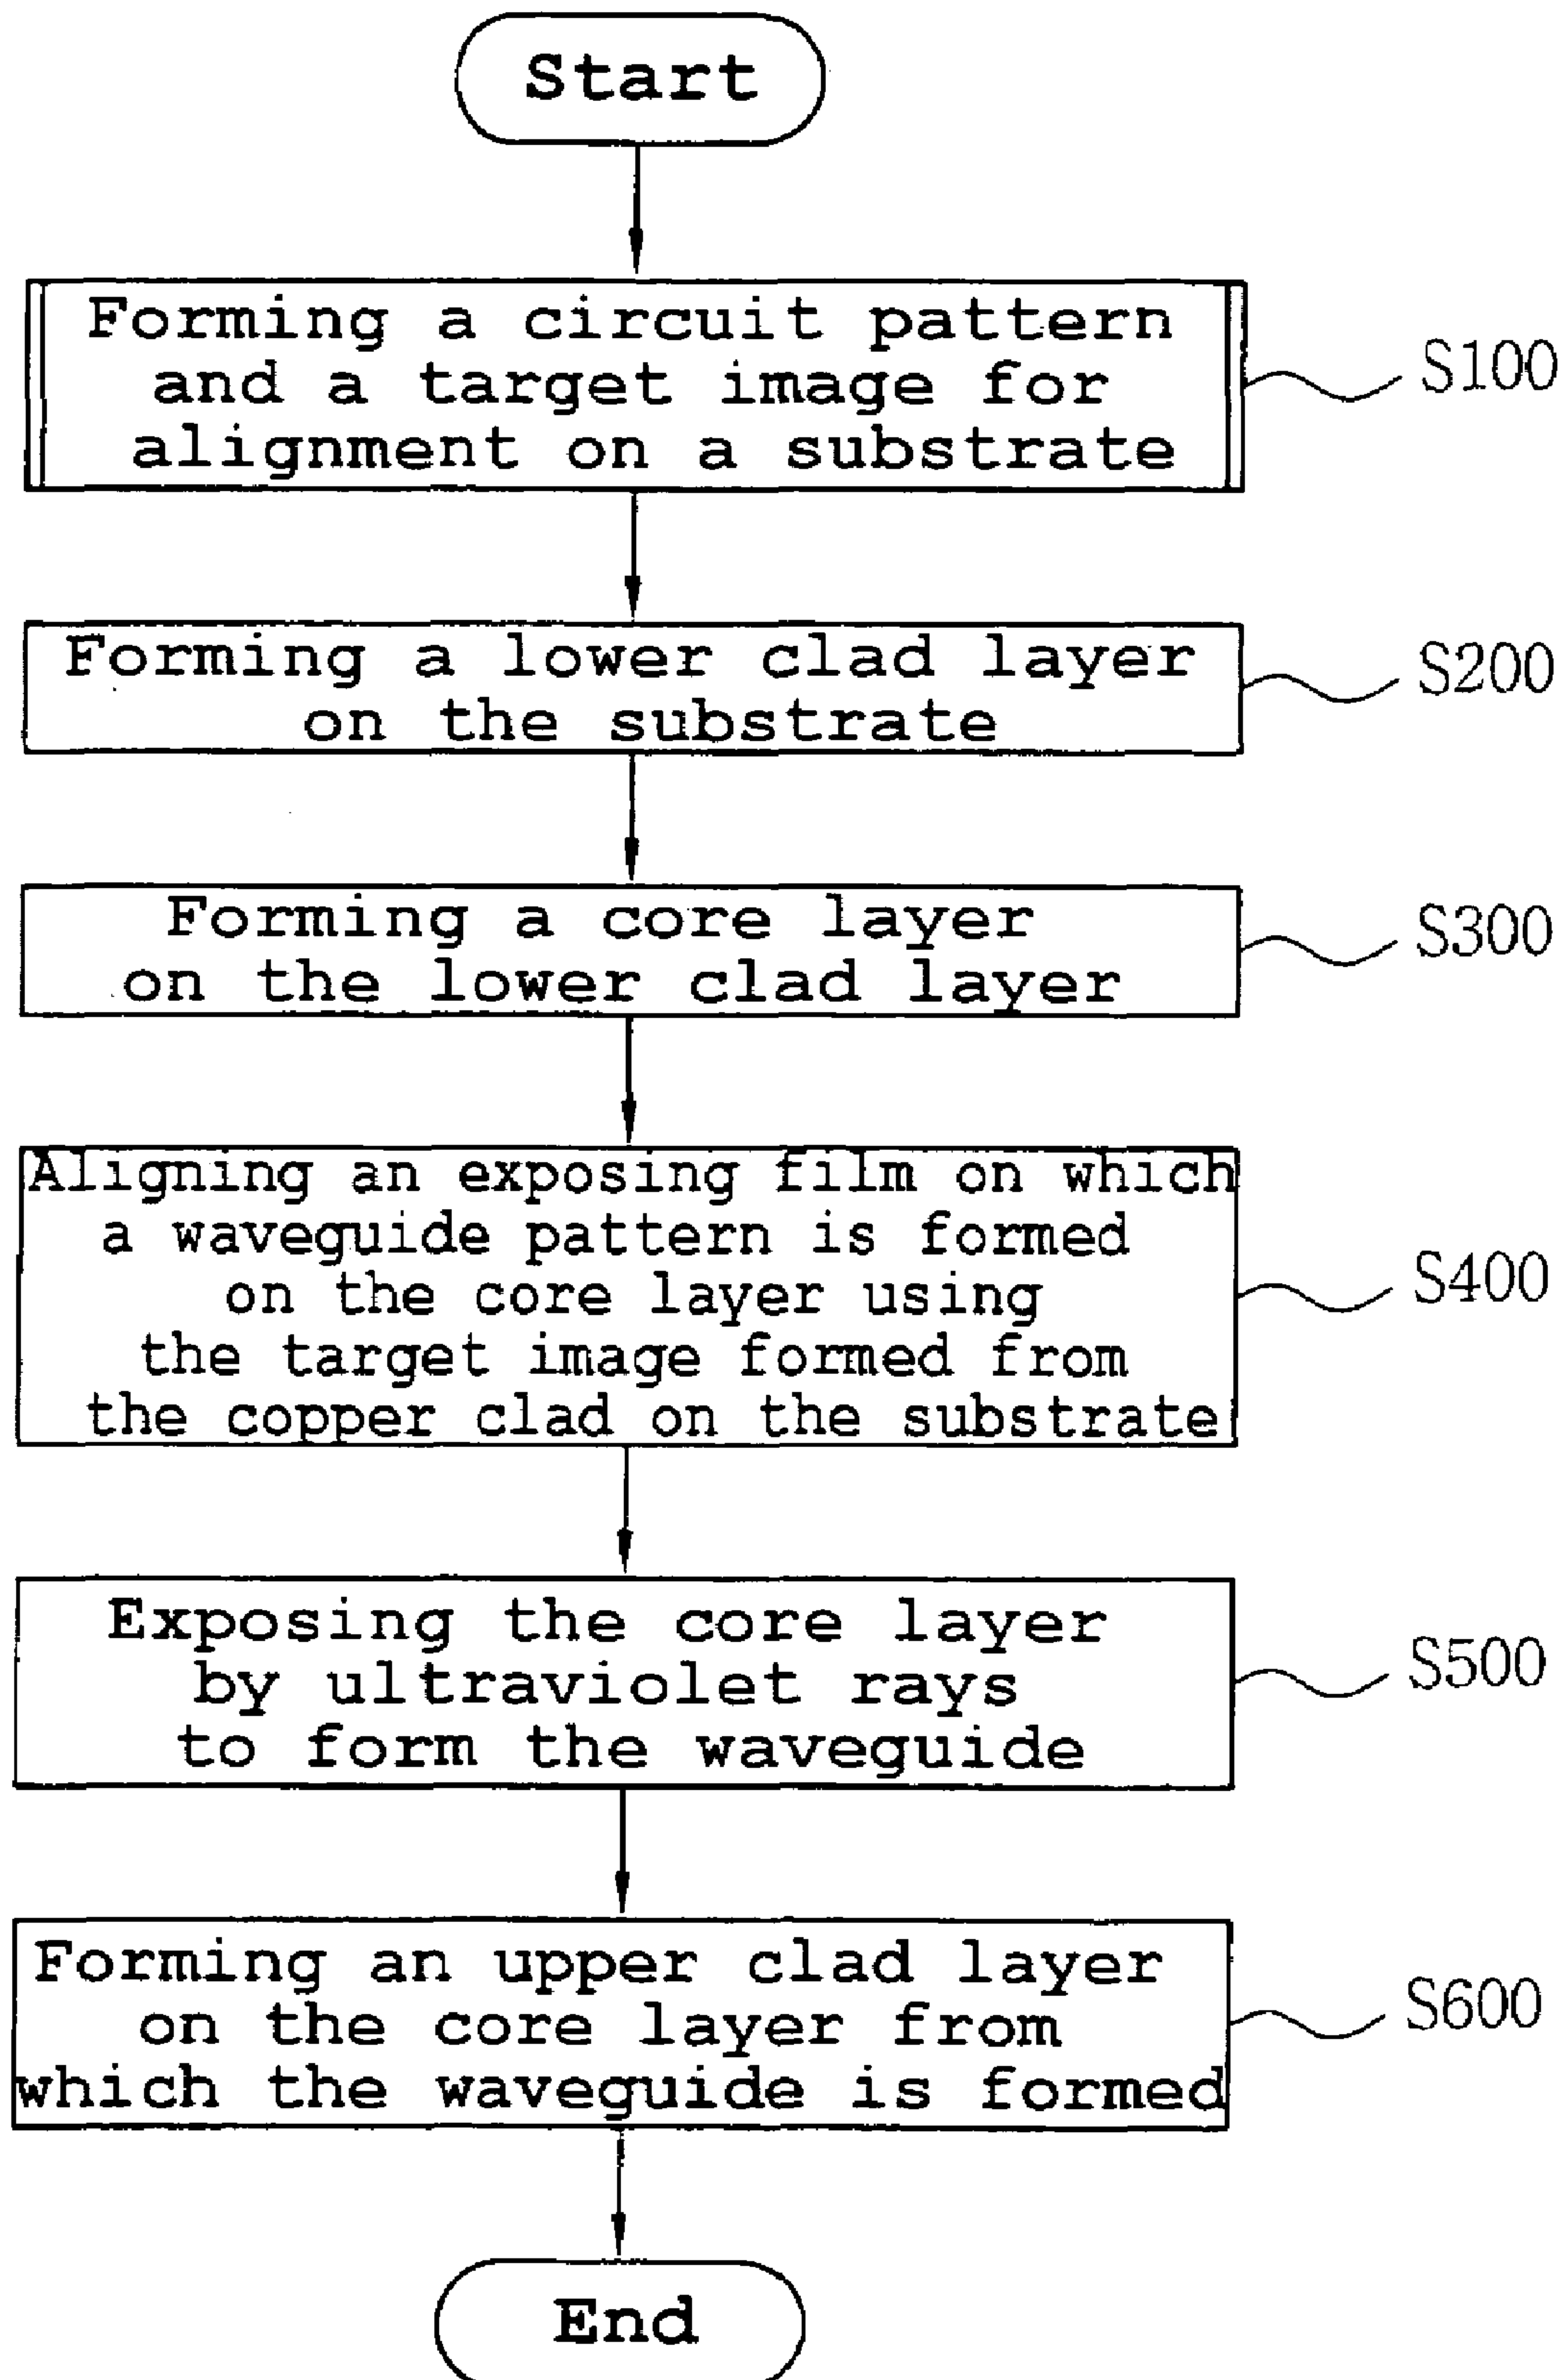 Start
Forming a circuit pattern
and a target image for
alignment on a substrate
S100
Forming a lower clad layer
on the substrate
S200
Forming a core layer
on the lower clad layer
S300
Aligning an exposing film on which
a waveguide pattern is formed
on the core layer using
the target image formed from
the copper clad on the substrate
S400
Exposing the core layer
by ultraviolet rays
to form the waveguide
S500
Forming an upper clad layer
on the core layer from
which the waveguide is formed
S600
End